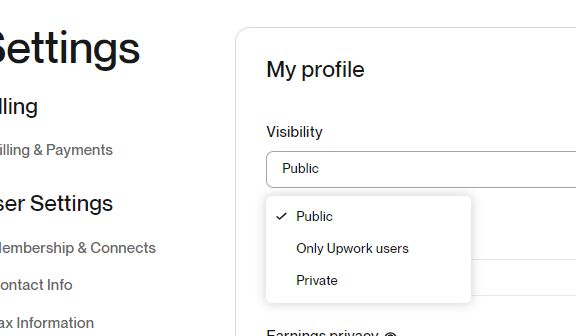 Settings
My profile
lling
Visibility
illing & Payments
Public
ser Settings
Public
Only Upwork users
Private
lembership & Connects
ontact Info
ax Information
Earnings privacy